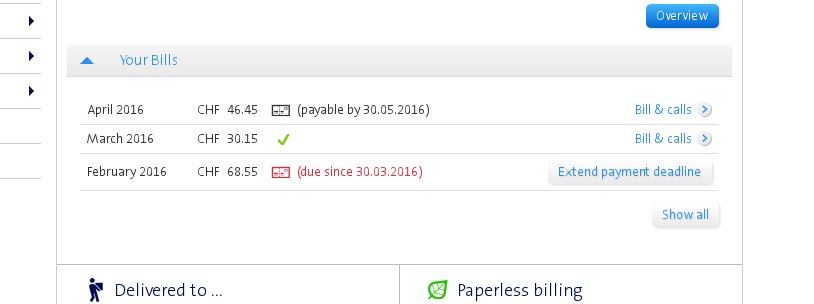 Overview
Your Bills
April 2016 CHF 46.45 (payable by 30.05.2016) Bill & calls
March 2016 CHF 30.15 Bill & calls
February 2016 CHF 68.55 (due since 30.03.2016) Extend payment deadline
Show all
Delivered to ... Paperless billing